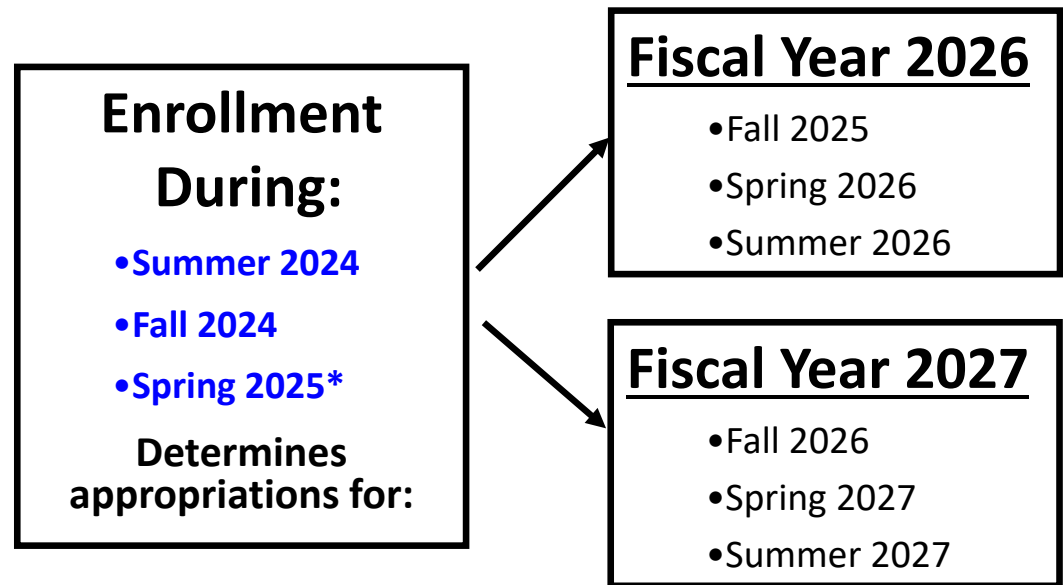 Enrollment
During:
•Summer 2024
•Fall 2024
•Spring 2025*
Determines
appropriations for:
Fiscal Year 2026
•Fall 2025
•Spring 2026
•Summer 2026
Fiscal Year 2027
•Fall 2026
•Spring 2027
•Summer 2027